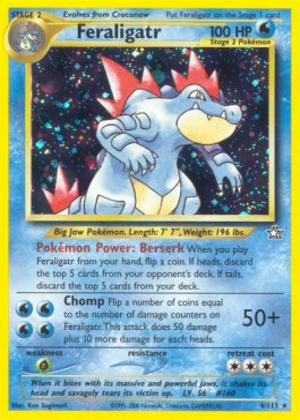 STAGE 2 Evolves from Croconaw Put Feraligatr on the Stage 1 card
Feraligatr 100 HP
Stage 2 Pokémon
Big Jaw Pokémon. Length: 7' 7", Weight: 196 lbs.
Pokémon Power: Berserk When you play
Feraligatr from your hand, flip a coin. If heads, discard
the top 5 cards from your opponent's deck. If tails,
discard the top 5 cards from your deck.
Chomp Flip a number of coins equal
to the number of damage counters on
Feraligatr. This attack does 50 damage
plus 10 more damage for each heads.
50+
weakness resistance retreat cost
When it bites with its massive and powerful jaws, it shakes its
head and savagely tears its victim up. LV. 56 #160
Illus. Ken Sugimori ©1995, 2000 Nintendo, Creatures, GAMEFREAK. 4/111